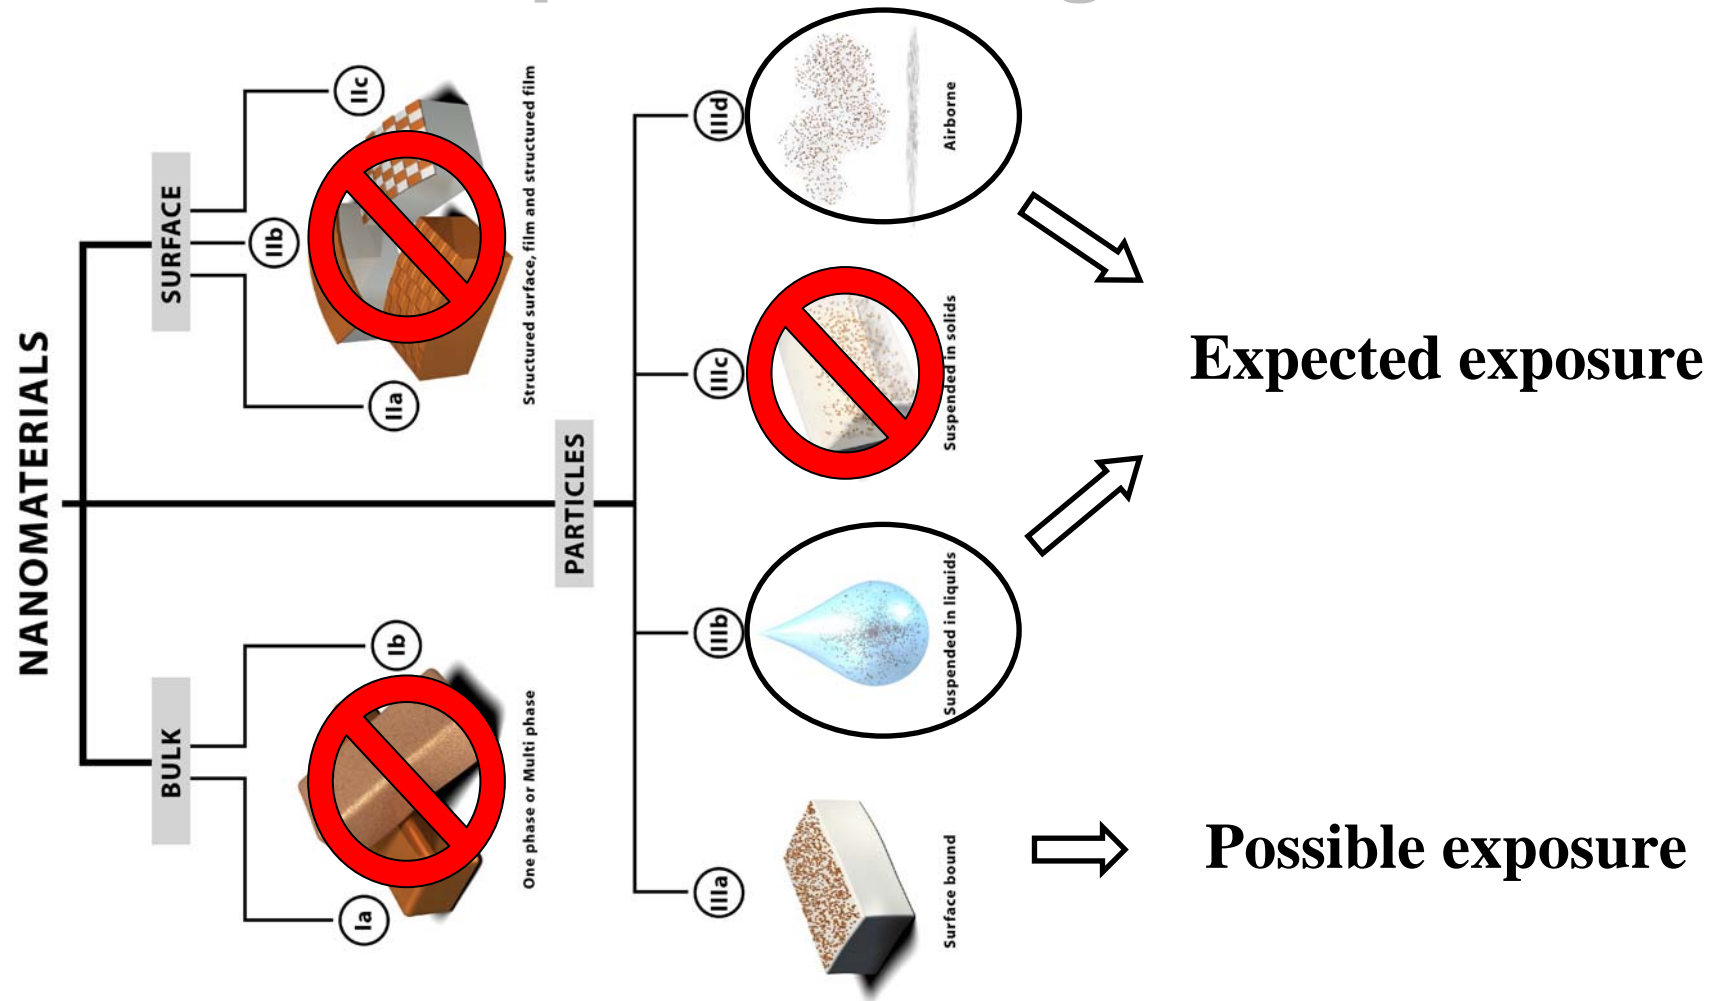 NANOMATERIALS
BULK
Ia
Ib
One phase or Multi phase
SURFACE
IIa
IIb
IIc
Structured surface, film and structured film
PARTICLES
IIIa
Surface bound
IIIb
Suspended in liquids
IIIc
Suspended in solids
IIId
Airborne
Expected exposure
Possible exposure